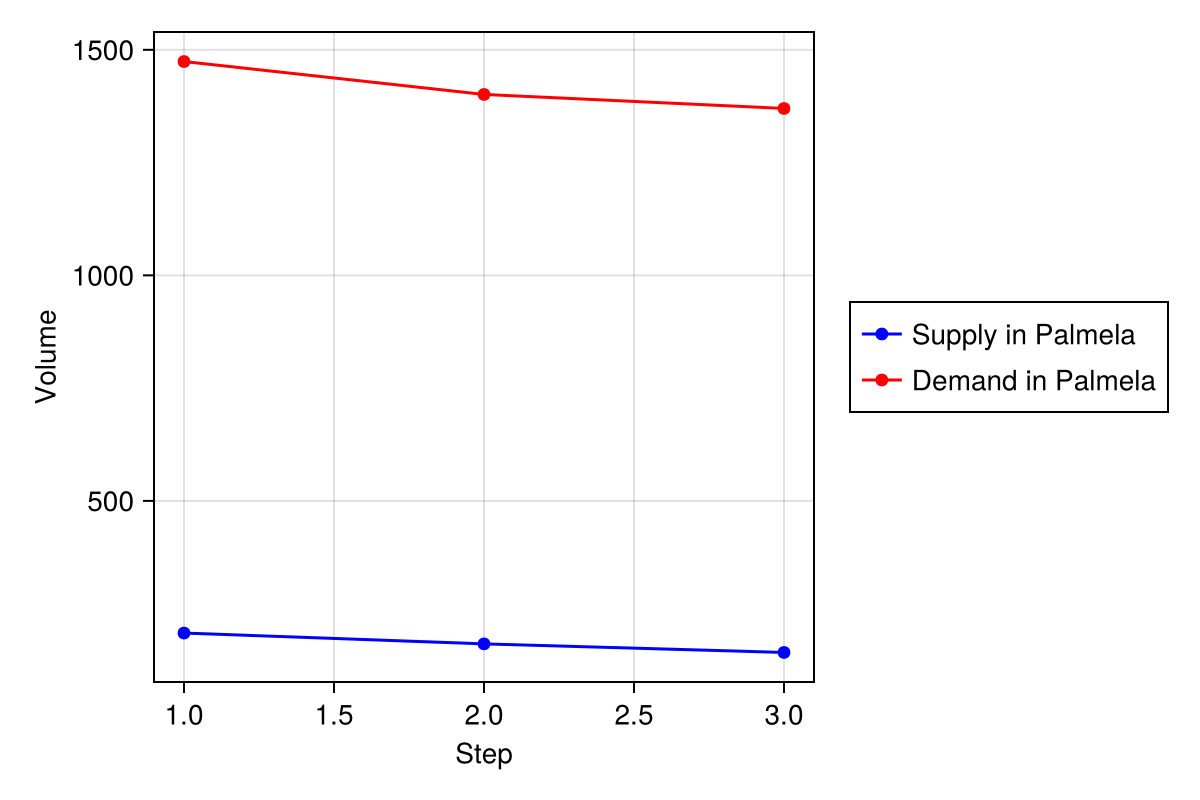 1500
1000
500
Volume
1.0 1.5 2.0 2.5 3.0
Step
Supply in Palmela
Demand in Palmela